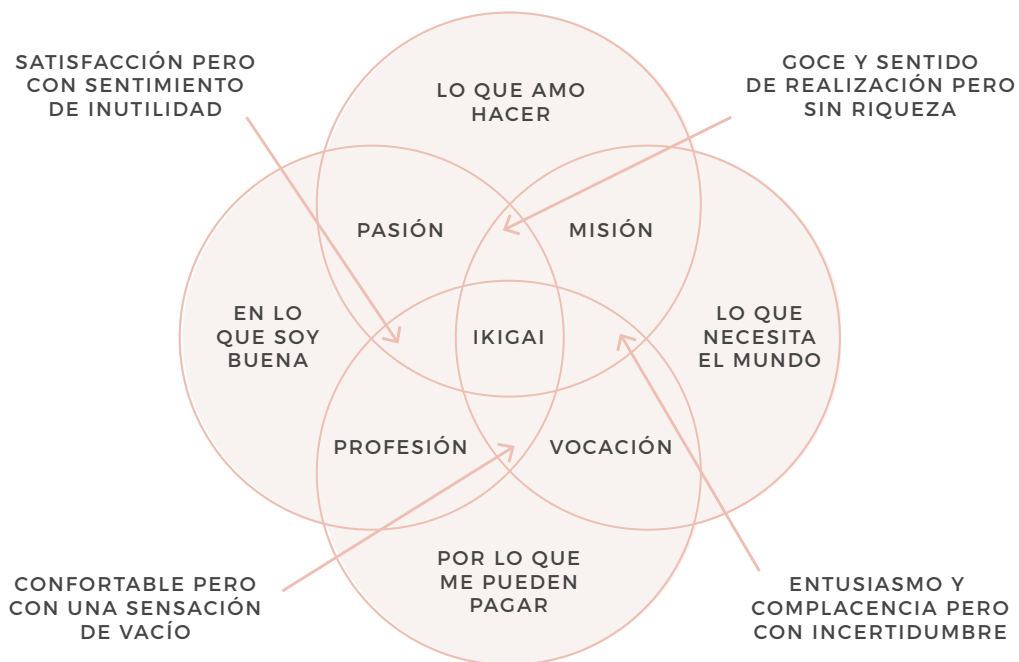 SATISFACCIÓN PERO
CON SENTIMIENTO
DE INUTILIDAD
GOCE Y SENTIDO
DE REALIZACIÓN PERO
SIN RIQUEZA
LO QUE AMO
HACER
PASIÓN
MISIÓN
EN LO
QUE SOY
BUENA
IKIGAI
LO QUE
NECESITA
EL MUNDO
PROFESIÓN
VOCACIÓN
POR LO QUE
ME PUEDEN
PAGAR
CONFORTABLE PERO
CON UNA SENSACIÓN
DE VACÍO
ENTUSIASMO Y
COMPLACENCIA PERO
CON INCERTIDUMBRE